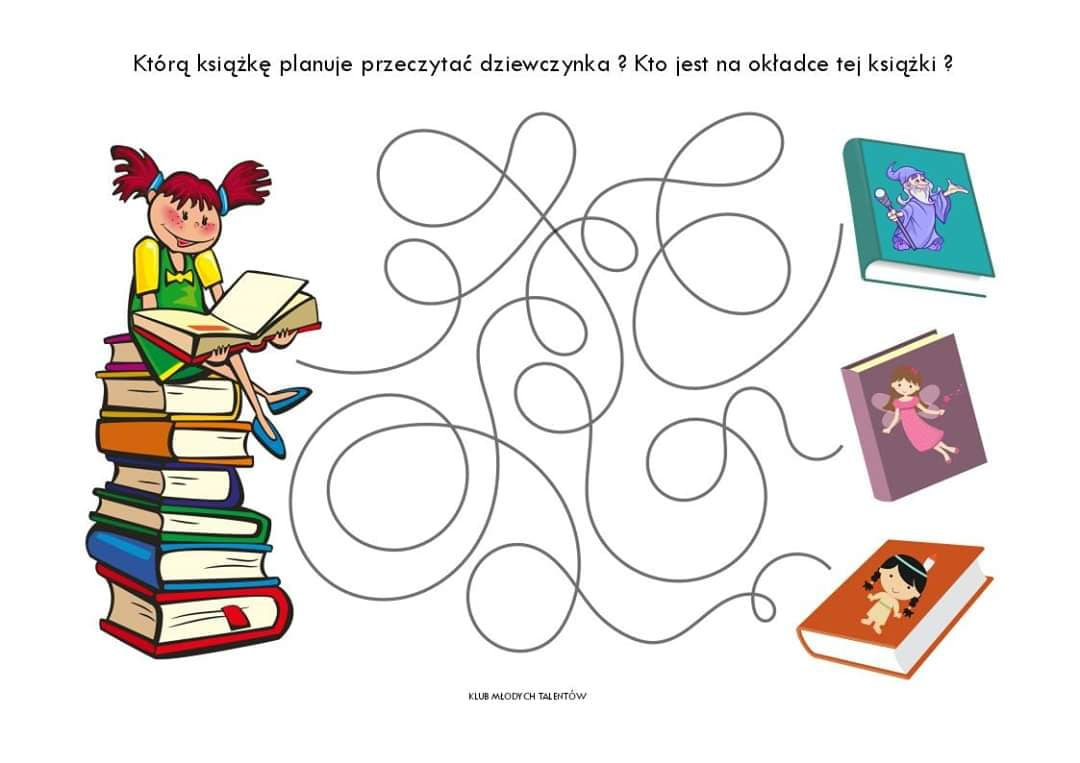 Którą książkę planuje przeczytać dziewczynka ? Kto jest na okładce tej książki ?
KLUB MŁODYCH TALENTÓW